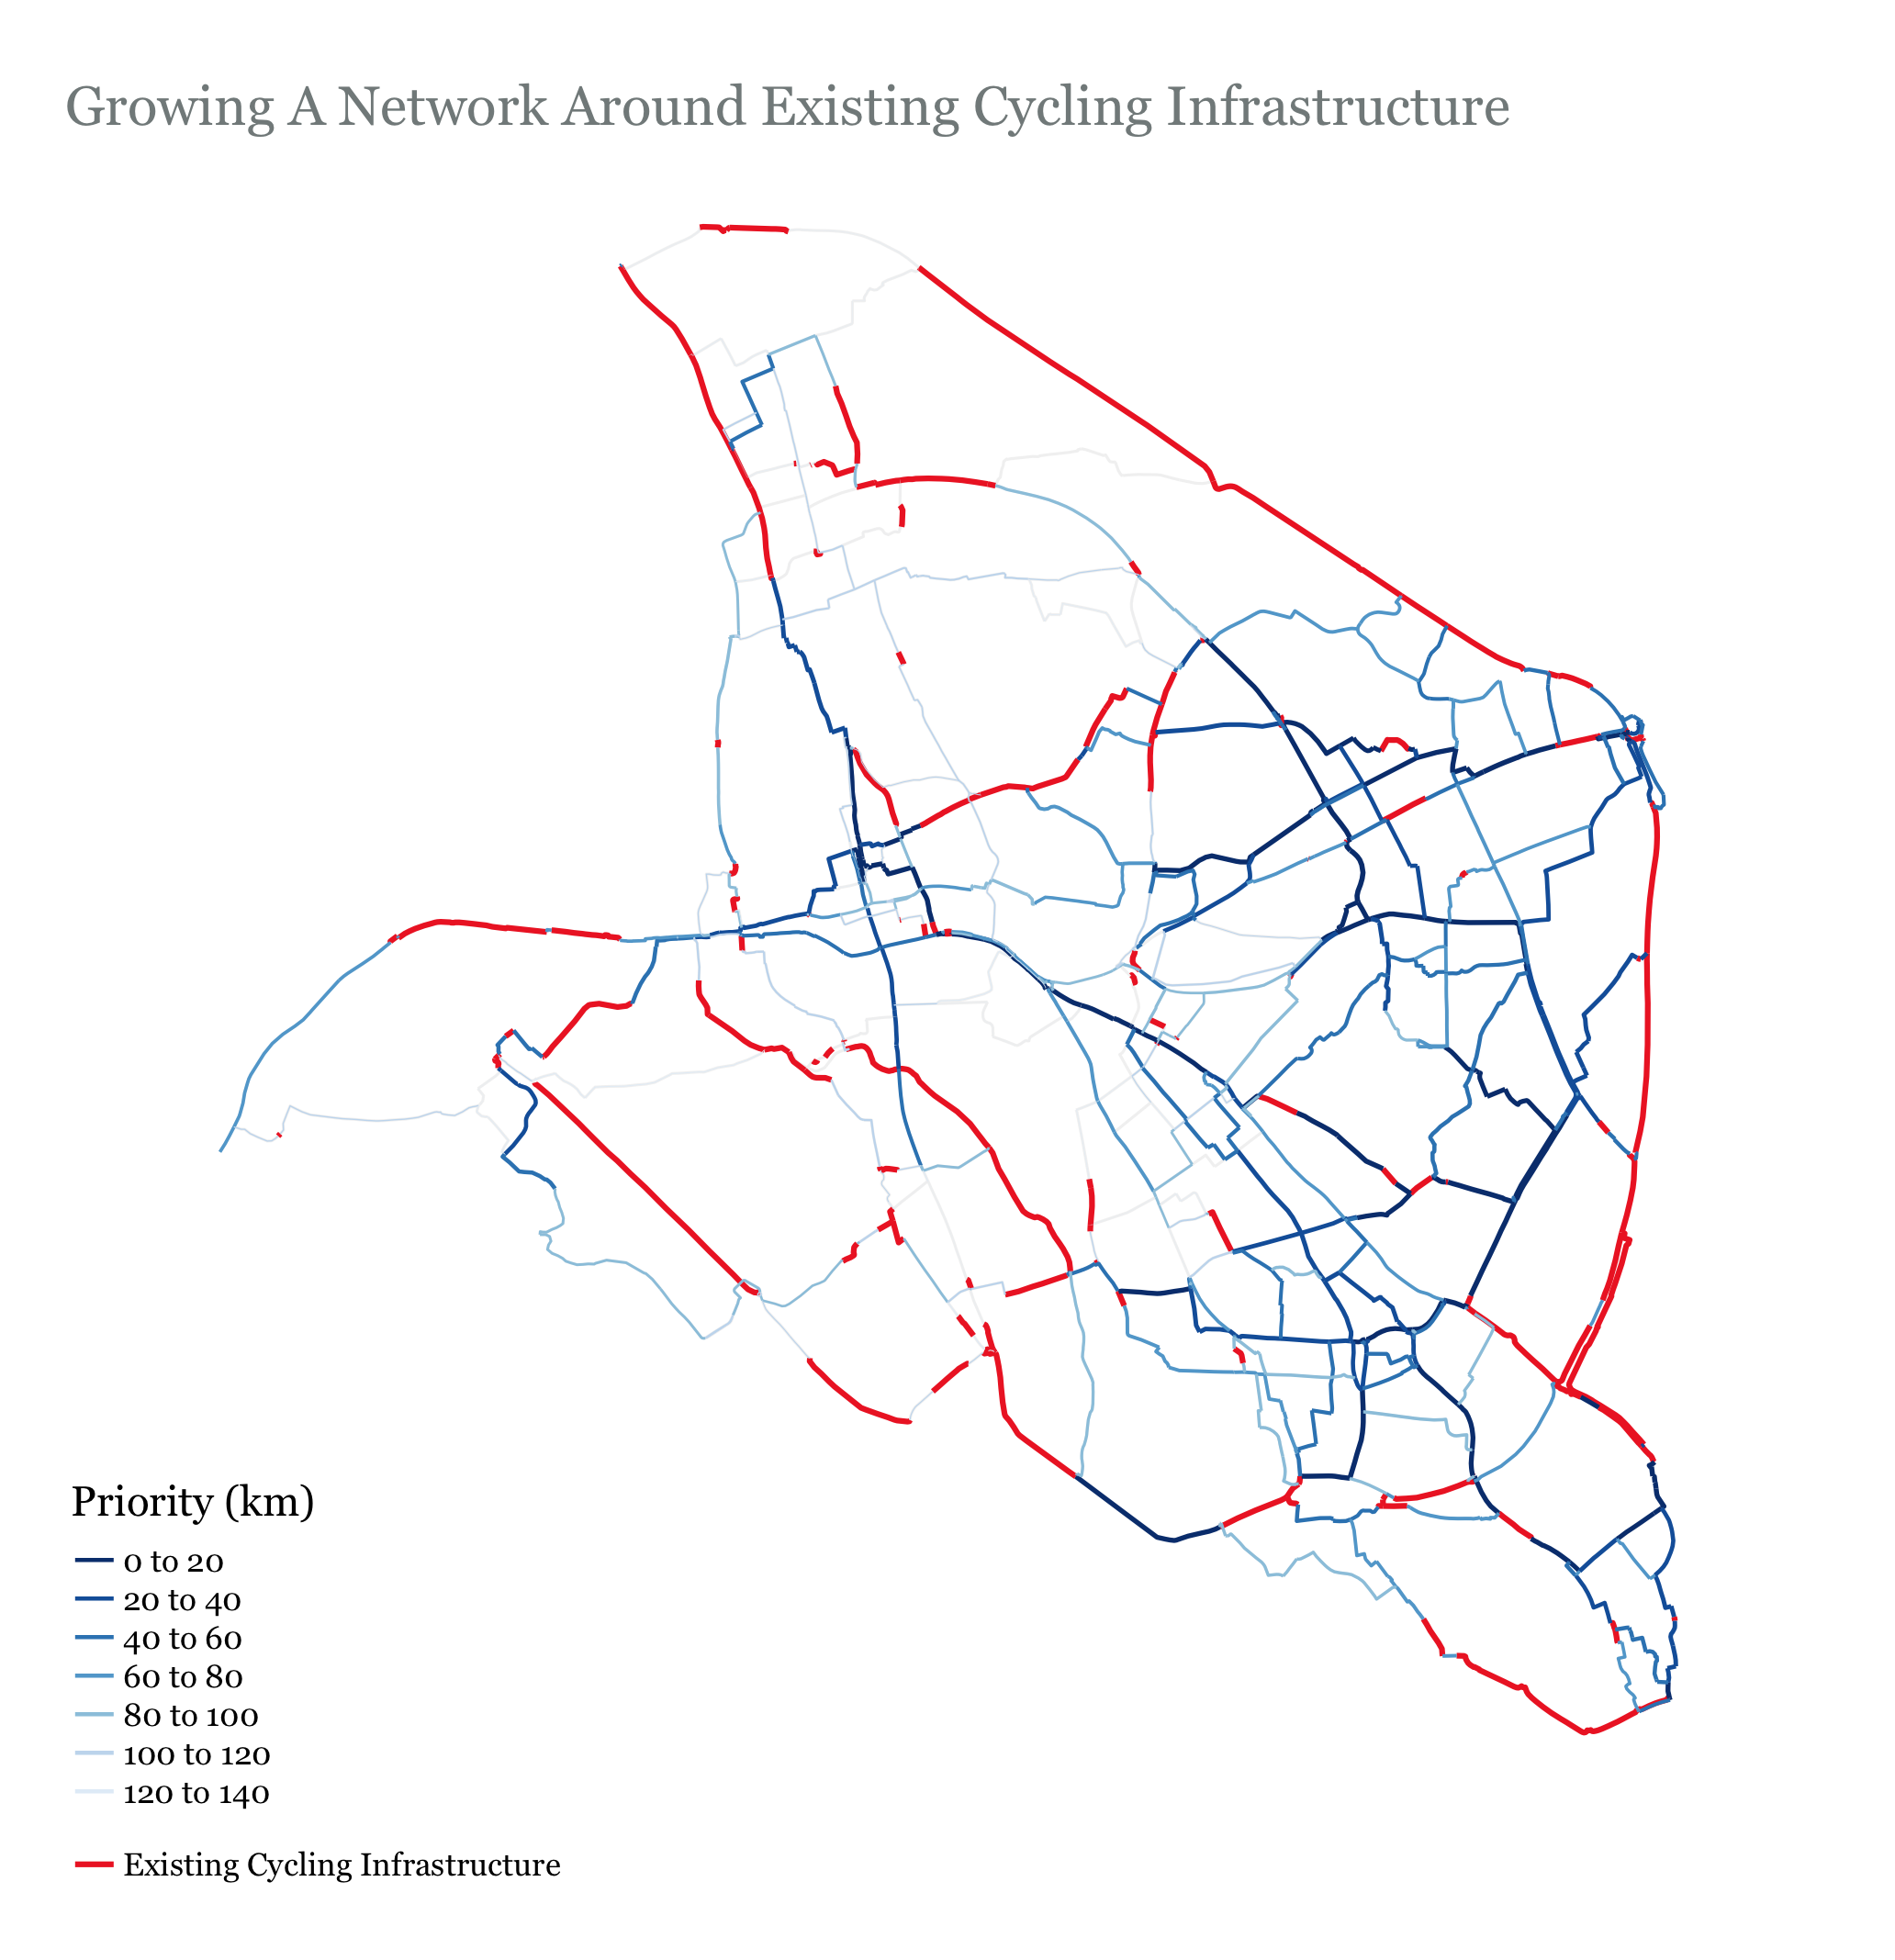 Growing A Network Around Existing Cycling Infrastructure
Priority (km)
0 to 20
20 to 40
40 to 60
60 to 80
80 to 100
100 to 120
120 to 140
Existing Cycling Infrastructure